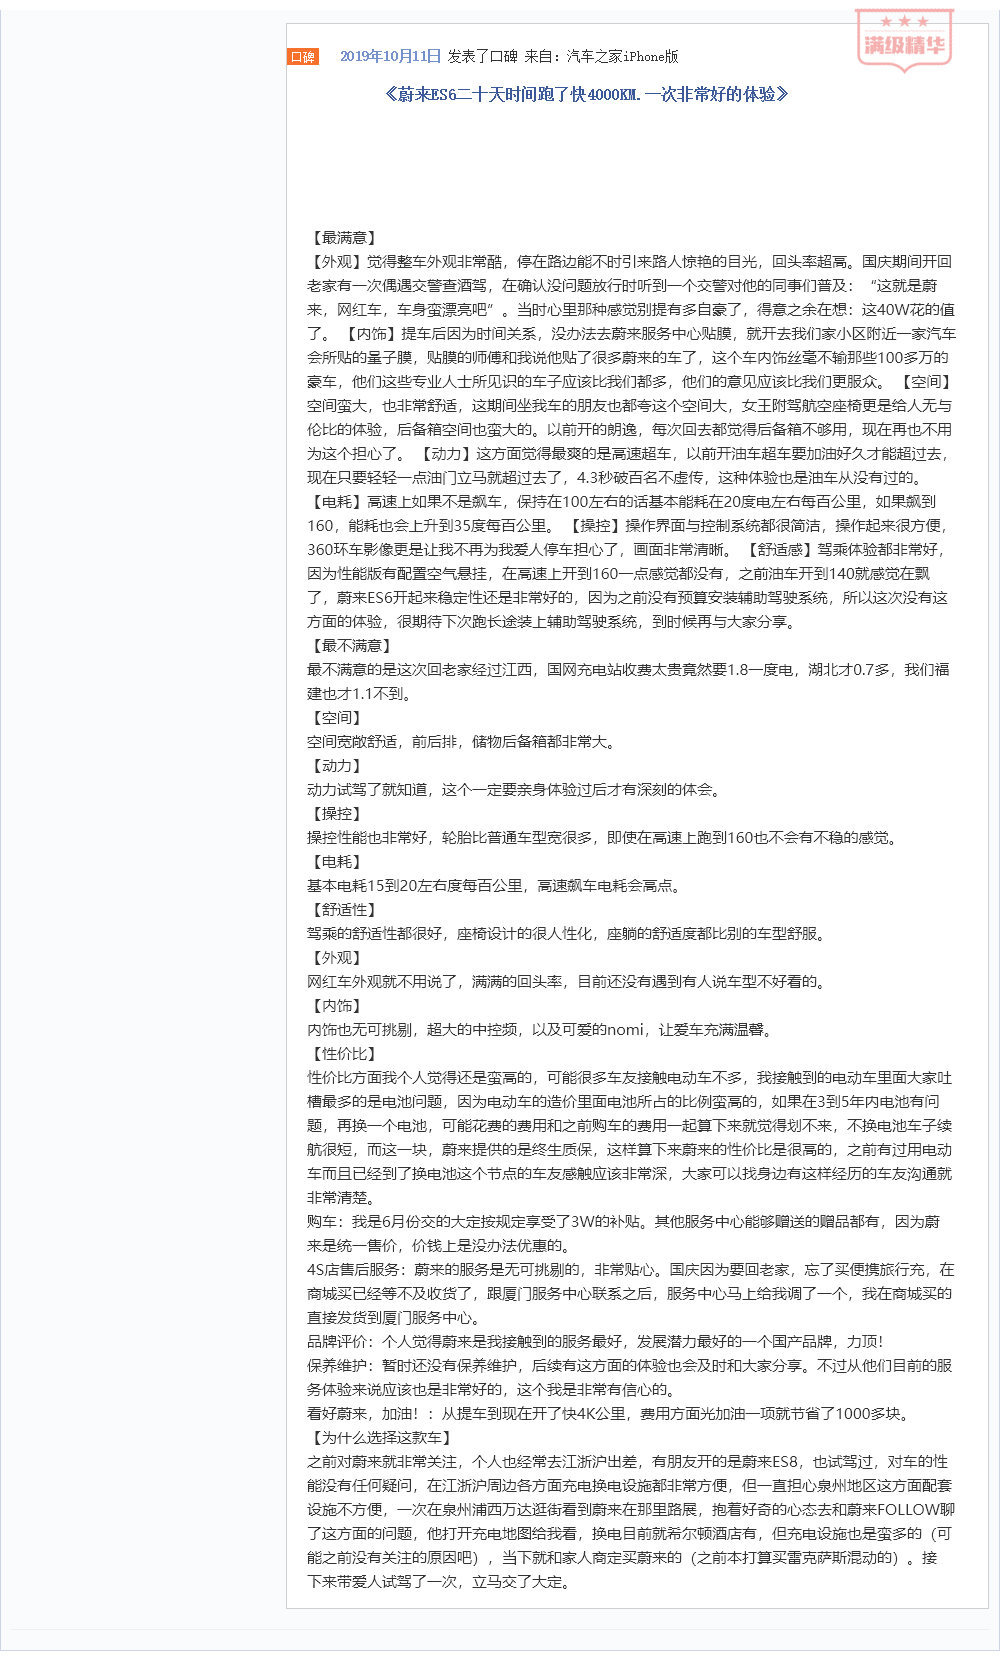 满级精华
口碑 2019年10月11日 发表了口碑 来自：汽车之家iPhone版
《蔚来ES6二十天时间跑了快4000KM.一次非常好的体验》
【最满意】
【外观】觉得整车外观非常酷，停在路边能不时引来路人惊艳的目光，回头率超高。国庆期间开回
老家有一次偶遇交警查酒驾，在确认没问题放行时听到一个交警对他的同事们普及：“这就是蔚
来，网红车，车身蛮漂亮吧”。当时心里那种感觉别提有多自豪了，得意之余在想：这40W花的值
了。 【内饰】提车后因为时间关系，没办法去蔚来服务中心贴膜，就开去我们家小区附近一家汽车
会所贴的量子膜，贴膜的师傅和我说他贴了很多蔚来的车了，这个车内饰丝毫不输那些100多万的
豪车，他们这些专业人士所见识的车子应该比我们都多，他们的意见应该比我们更服众。 【空间】
空间蛮大，也非常舒适，这期间坐我车的朋友也都夸这个空间大，女王附驾航空座椅更是给人无与
伦比的体验，后备箱空间也蛮大的。以前开的朗逸，每次回去都觉得后备箱不够用，现在再也不用
为这个担心了。 【动力】这方面觉得最爽的是高速超车，以前开油车超车要加油好久才能超过去，
现在只要轻轻一点油门立马就超过去了，4.3秒破百名不虚传，这种体验也是油车从没有过的。
【电耗】高速上如果不是飙车，保持在100左右的话基本能耗在20度电左右每百公里，如果飙到
160，能耗也会上升到35度每百公里。 【操控】操作界面与控制系统都很简洁，操作起来很方便，
360环车影像更是让我不再为我爱人停车担心了，画面非常清晰。 【舒适感】驾乘体验都非常好，
因为性能版有配置空气悬挂，在高速上开到160一点感觉都没有，之前油车开到140就感觉在飘
了，蔚来ES6开起来稳定性还是非常好的，因为之前没有预算安装辅助驾驶系统，所以这次没有这
方面的体验，很期待下次跑长途装上辅助驾驶系统，到时候再与大家分享。
【最不满意】
最不满意的是这次回老家经过江西，国网充电站收费太贵竟然要1.8一度电，湖北才0.7多，我们福
建也才1.1不到。
【空间】
空间宽敞舒适，前后排，储物后备箱都非常大。
【动力】
动力试驾了就知道，这个一定要亲身体验过后才有深刻的体会。
【操控】
操控性能也非常好，轮胎比普通车型宽很多，即使在高速上跑到160也不会有不稳的感觉。
【电耗】
基本电耗15到20左右度每百公里，高速飙车电耗会高点。
【舒适性】
驾乘的舒适性都很好，座椅设计的很人性化，座躺的舒适度都比别的车型舒服。
【外观】
网红车外观就不用说了，满满的回头率，目前还没有遇到有人说车型不好看的。
【内饰】
内饰也无可挑剔，超大的中控频，以及可爱的nomi，让爱车充满温馨。
【性价比】
性价比方面我个人觉得还是蛮高的，可能很多车友接触电动车不多，我接触到的电动车里面大家吐
槽最多的是电池问题，因为电动车的造价里面电池所占的比例蛮高的，如果在3到5年内电池有问
题，再换一个电池，可能花费的费用和之前购车的费用一起算下来就觉得划不来，不换电池车子续
航很短，而这一块，蔚来提供的是终生质保，这样算下来蔚来的性价比是很高的，之前有过用电动
车而且已经到了换电池这个节点的车友感触应该非常深，大家可以找身边有这样经历的车友沟通就
非常清楚。
购车：我是6月份交的大定按规定享受了3W的补贴。其他服务中心能够赠送的赠品都有，因为蔚
来是统一售价，价钱上是没办法优惠的。
4S店售后服务：蔚来的服务是无可挑剔的，非常贴心。国庆因为要回老家，忘了买便携旅行充，在
商城买已经等不及收货了，跟厦门服务中心联系之后，服务中心马上给我调了一个，我在商城买的
直接发货到厦门服务中心。
品牌评价：个人觉得蔚来是我接触到的服务最好，发展潜力最好的一个国产品牌，力顶！
保养维护：暂时还没有保养维护，后续有这方面的体验也会及时和大家分享。不过从他们目前的服
务体验来说应该也是非常好的，这个我是非常有信心的。
看好蔚来，加油！：从提车到现在开了快4K公里，费用方面光加油一项就节省了1000多块。
【为什么选择这款车】
之前对蔚来就非常关注，个人也经常去江浙沪出差，有朋友开的是蔚来ES8，也试驾过，对车的性
能没有任何疑问，在江浙沪周边各方面充电换电设施都非常方便，但一直担心泉州地区这方面配套
设施不方便，一次在泉州浦西万达逛街看到蔚来在那里路展，抱着好奇的心态去和蔚来FOLLOW聊
了这方面的问题，他打开充电地图给我看，换电目前就希尔顿酒店有，但充电设施也是蛮多的（可
能之前没有关注的原因吧），当下就和家人商定买蔚来的（之前本打算买雷克萨斯混动的）。接
下来带爱人试驾了一次，立马交了大定。